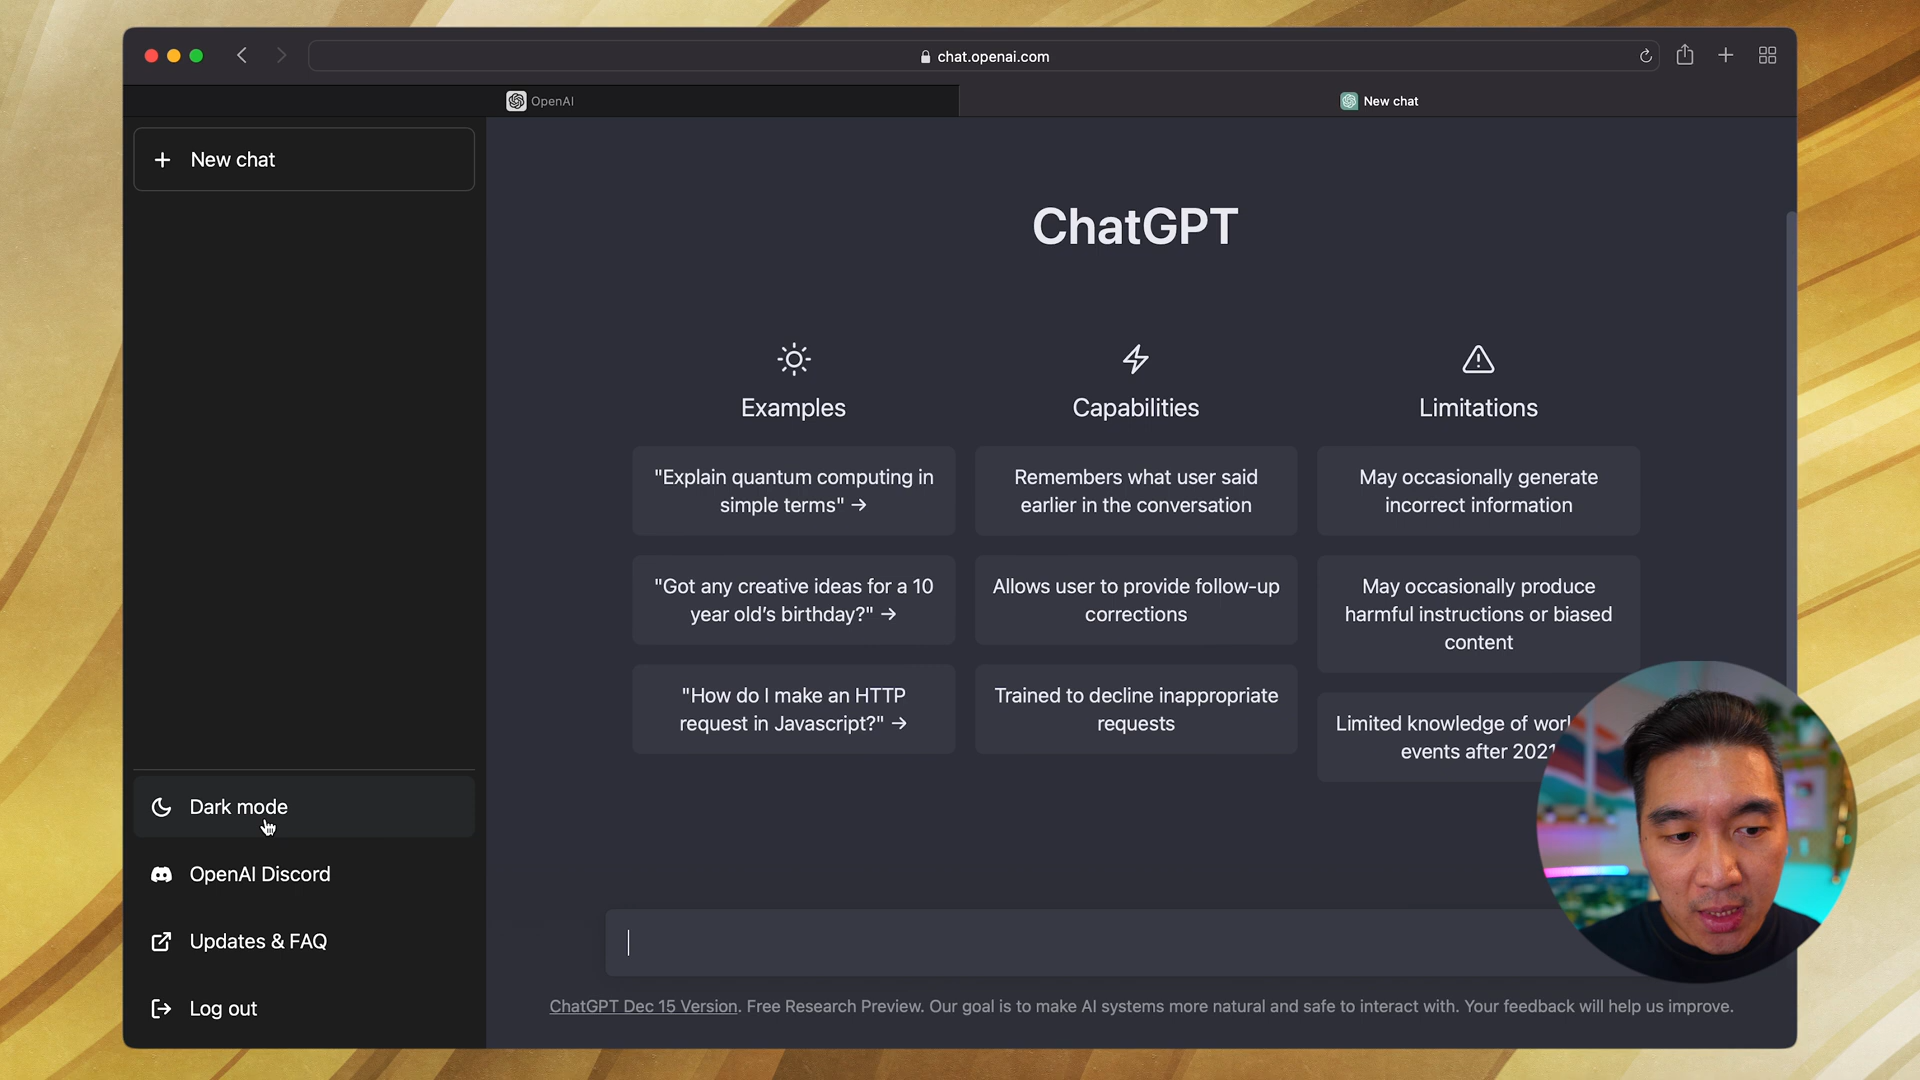 chat.openai.com
OpenAI
New chat
New chat
ChatGPT
Examples
"Explain quantum computing in
simple terms" →
"Got any creative ideas for a 10
year old's birthday?" →
"How do I make an HTTP
request in Javascript?" →
Capabilities
Remembers what user said
earlier in the conversation
Allows user to provide follow-up
corrections
Trained to decline inappropriate
requests
Limitations
May occasionally generate
incorrect information
May occasionally produce
harmful instructions or biased
content
Limited knowledge of
events after 2021
Dark mode
OpenAI Discord
Updates & FAQ
Log out
ChatGPT Dec 15 Version. Free Research Preview. Our goal is to make AI systems more natural and safe to interact with. Your feedback will help us improve.